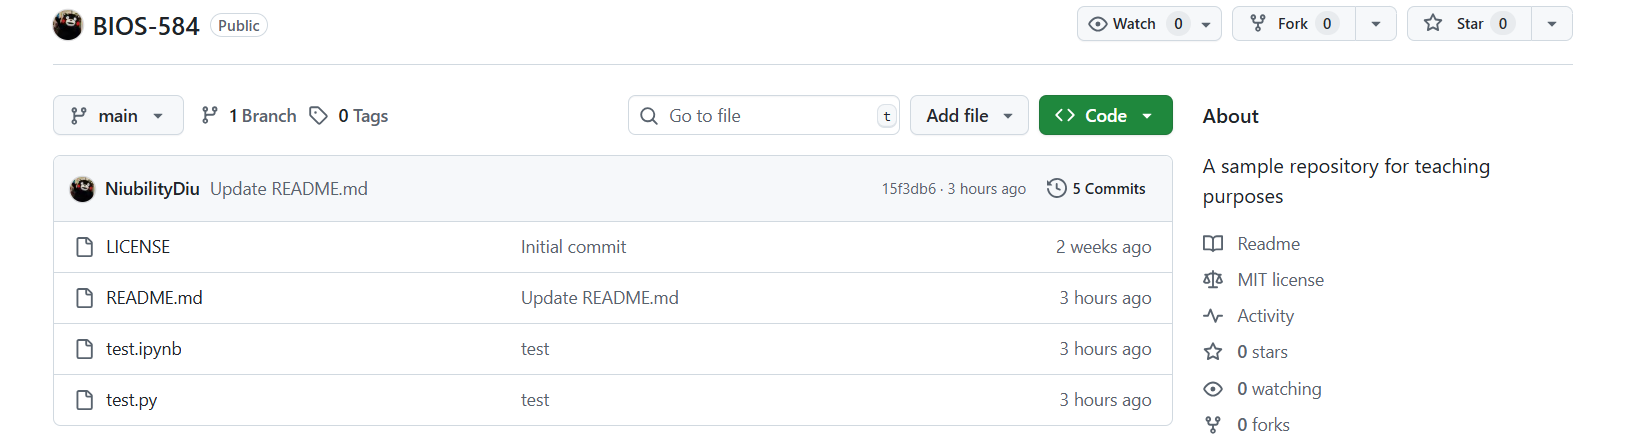 BIOS-584 Public Watch 0 Fork 0 Star 0
main 1 Branch 0 Tags Go to file t Add file Code
NiubilityDiu Update README.md 15f3db6 · 3 hours ago 5 Commits
LICENSE Initial commit 2 weeks ago
README.md Update README.md 3 hours ago
test.ipynb test 3 hours ago
test.py test 3 hours ago
About
A sample repository for teaching
purposes
Readme
MIT license
Activity
0 stars
0 watching
0 forks